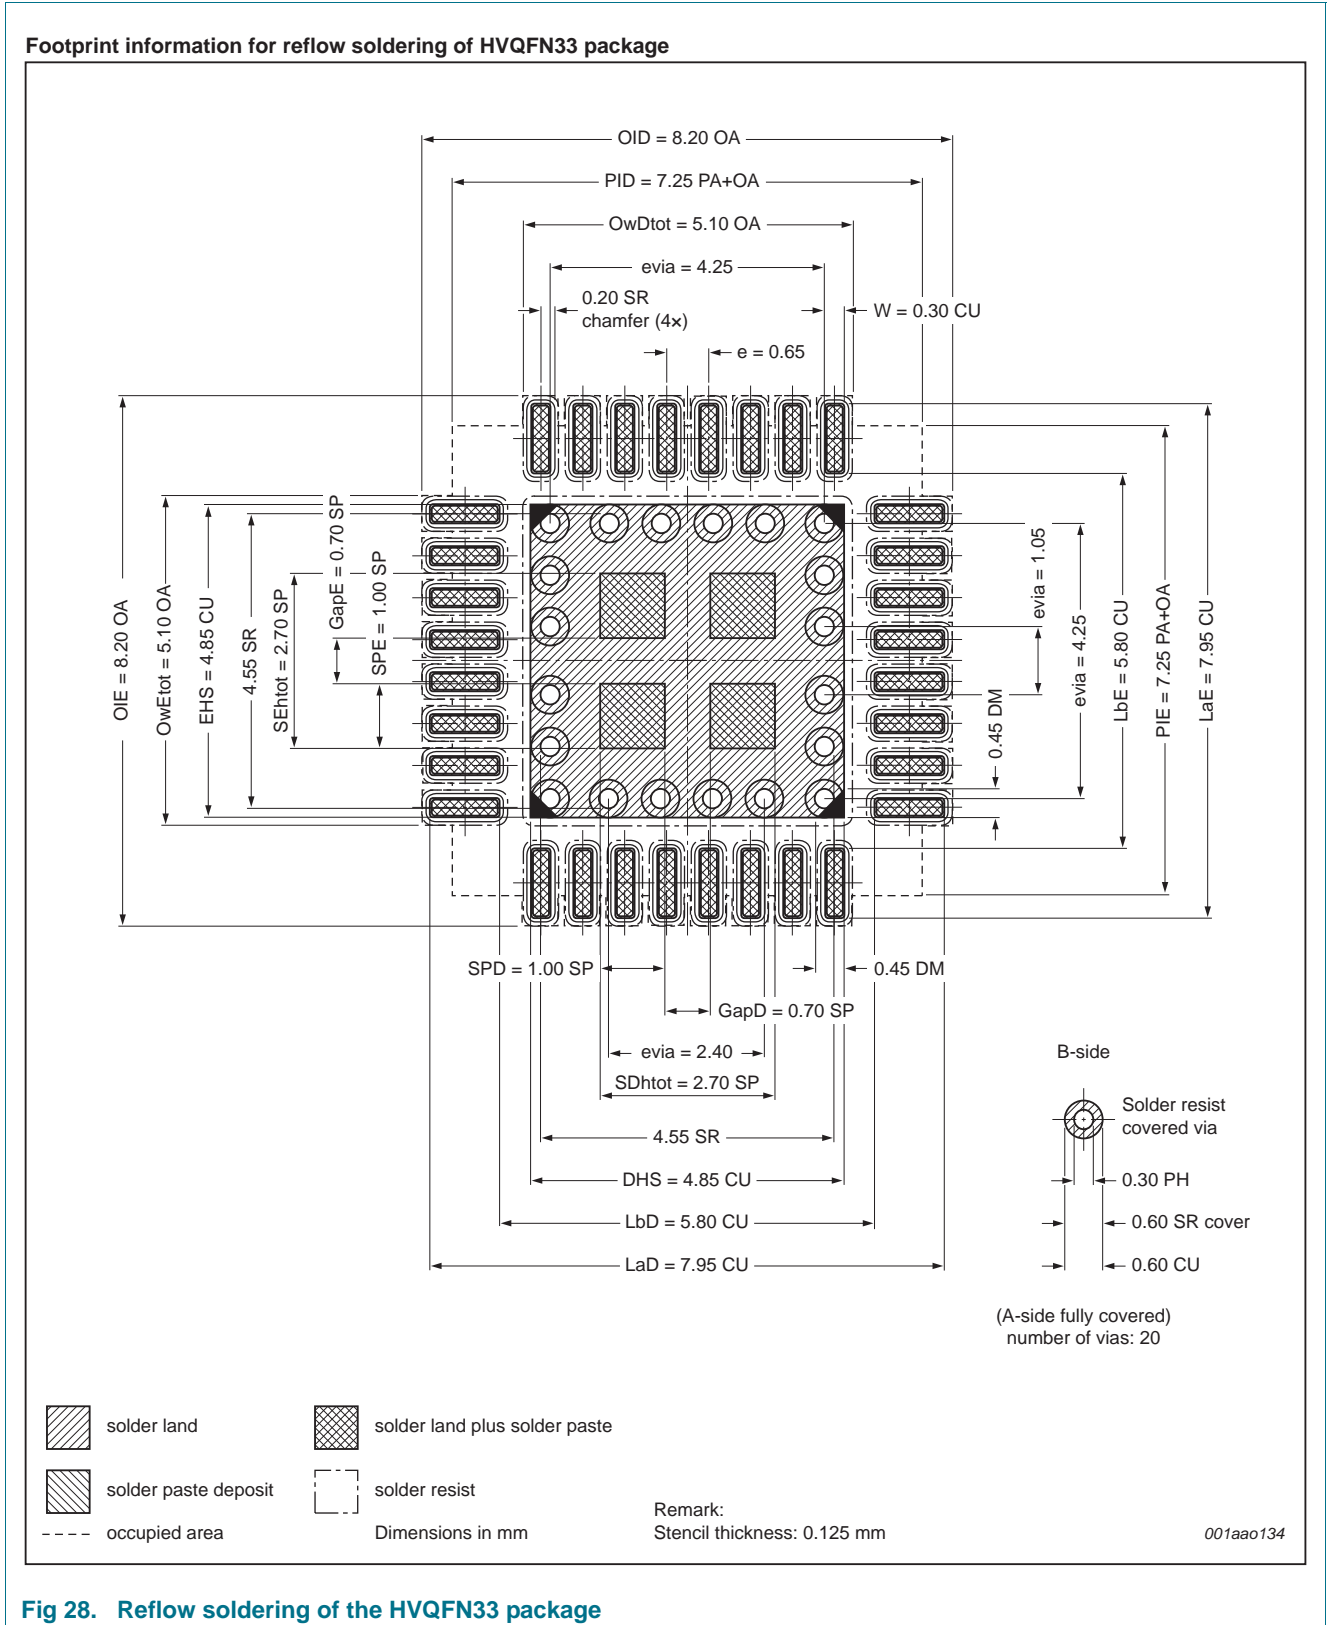 Footprint information for reflow soldering of HVQFN33 package
OID = 8.20 OA
PID = 7.25 PA+OA
OwDtot = 5.10 OA
evia = 4.25
0.20 SR
chamfer (4×)
W = 0.30 CU
e = 0.65
OIE = 8.20 OA
OwEtot = 5.10 OA
EHS = 4.85 CU
4.55 SR
SEhtot = 2.70 SP
GapE = 0.70 SP
SPE = 1.00 SP
evia = 1.05
0.45 DM
evia = 4.25
LbE = 5.80 CU
PIE = 7.25 PA+OA
LaE = 7.95 CU
SPD = 1.00 SP
0.45 DM
GapD = 0.70 SP
evia = 2.40
SDhtot = 2.70 SP
4.55 SR
DHS = 4.85 CU
LbD = 5.80 CU
LaD = 7.95 CU
B-side
Solder resist
covered via
0.30 PH
0.60 SR cover
0.60 CU
(A-side fully covered)
number of vias: 20
solder land
solder land plus solder paste
solder paste deposit
solder resist
occupied area
Dimensions in mm
Remark:
Stencil thickness: 0.125 mm
001aao134
Fig 28. Reflow soldering of the HVQFN33 package